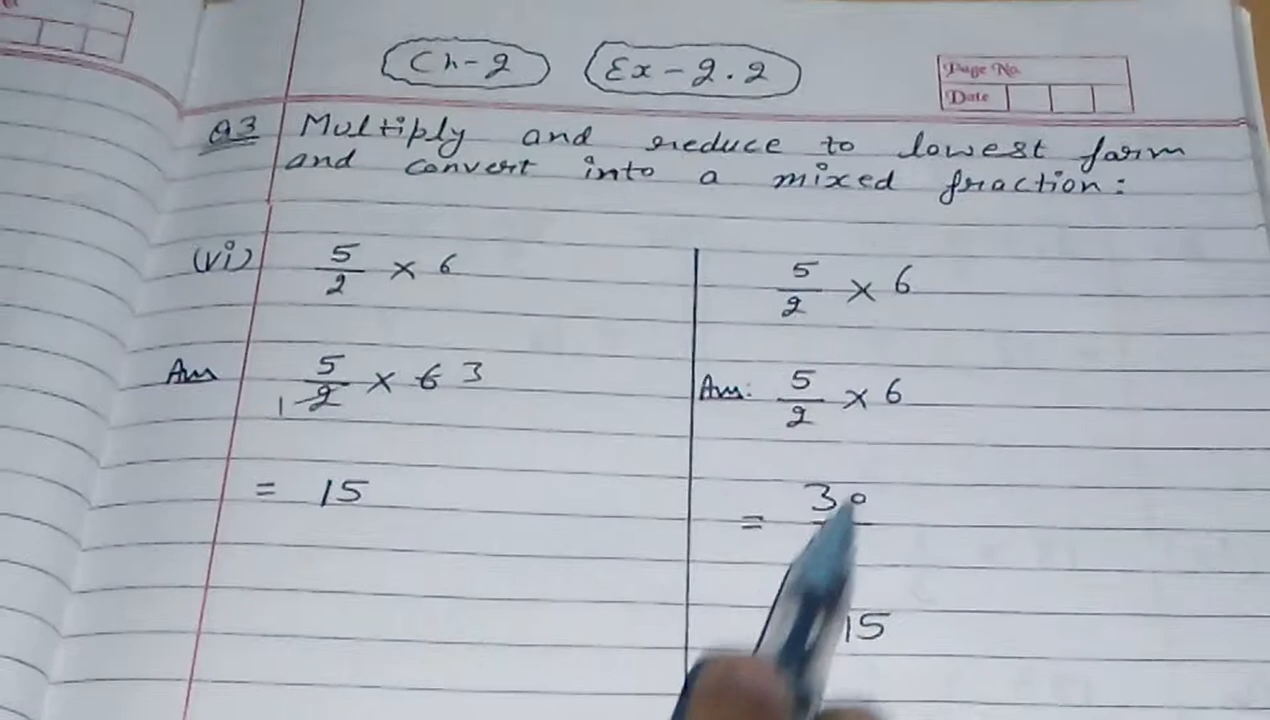 Ch-2 Ex-2.2
Page No.
Date
Q3 Multiply and reduce to lowest form
and convert into a mixed fraction:
(vi) 5/2 × 6
Ans 5/2 × 6 3
1
= 15
5/2 × 6
Ans: 5/2 × 6
= 30
15